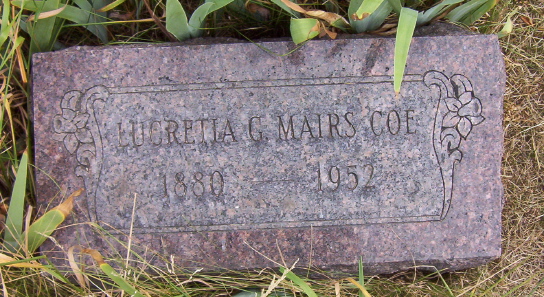 LUCRETIA G. MAIRS COE
1880 — 1952